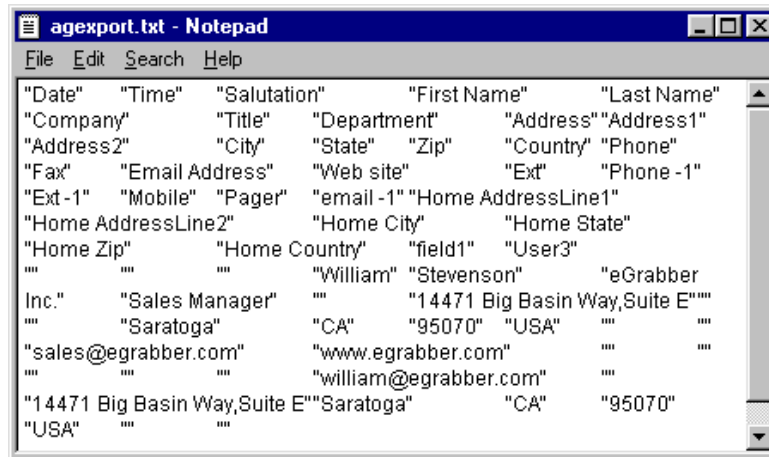 agexport.txt - Notepad
File Edit Search Help
"Date" "Time" "Salutation" "First Name" "Last Name"
"Company" "Title" "Department" "Address" "Address1"
"Address2" "City" "State" "Zip" "Country" "Phone"
"Fax" "Email Address" "Web site" "Ext" "Phone -1"
"Ext -1" "Mobile" "Pager" "email -1" "Home AddressLine1"
"Home AddressLine2" "Home City" "Home State"
"Home Zip" "Home Country" "field1" "User3"
"" "" "" "William" "Stevenson" "eGrabber
Inc." "Sales Manager" "" "14471 Big Basin Way,Suite E" ""
"" "Saratoga" "CA" "95070" "USA" "" ""
"sales@egrabber.com" "www.egrabber.com" "" ""
"" "" "" "william@egrabber.com" ""
"14471 Big Basin Way,Suite E" "Saratoga" "CA" "95070"
"USA" "" ""